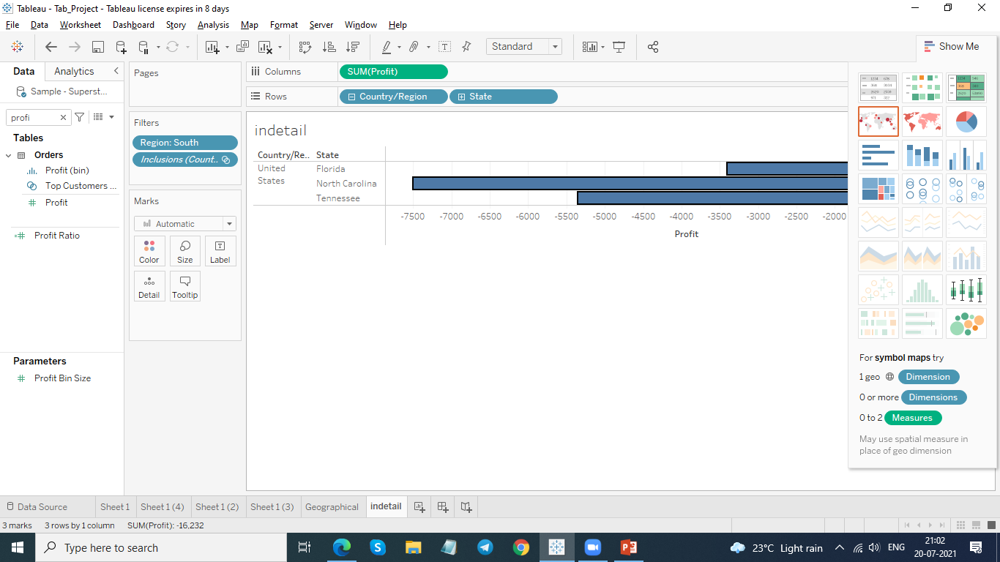 Tableau - Tab_Project - Tableau license expires in 8 days
File Data Worksheet Dashboard Story Analysis Map Format Server Window Help
Standard
Show Me
Data Analytics
Pages
Columns SUM(Profit)
Sample - Superst...
Rows Country/Region State
profi
Filters
Tables
Region: South
Orders
Inclusions (Count..
Profit (bin)
Top Customers ...
Profit
Profit Ratio
Marks
Automatic
Color Size Label
Detail Tooltip
indetail
Country/Re.. State
United States
Florida
North Carolina
Tennessee
-7500 -7000 -6500 -6000 -5500 -5000 -4500 -4000 -3500 -3000 -2500 -2000
Profit
For symbol maps try
1 geo Dimension
0 or more Dimensions
0 to 2 Measures
May use spatial measure in
place of geo dimension
Parameters
Profit Bin Size
Data Source Sheet 1 Sheet 1 (4) Sheet 1 (2) Sheet 1 (3) Geographical indetail
3 marks 3 rows by 1 column SUM(Profit): -16,232
Type here to search
23°C Light rain ENG 21:02
20-07-2021